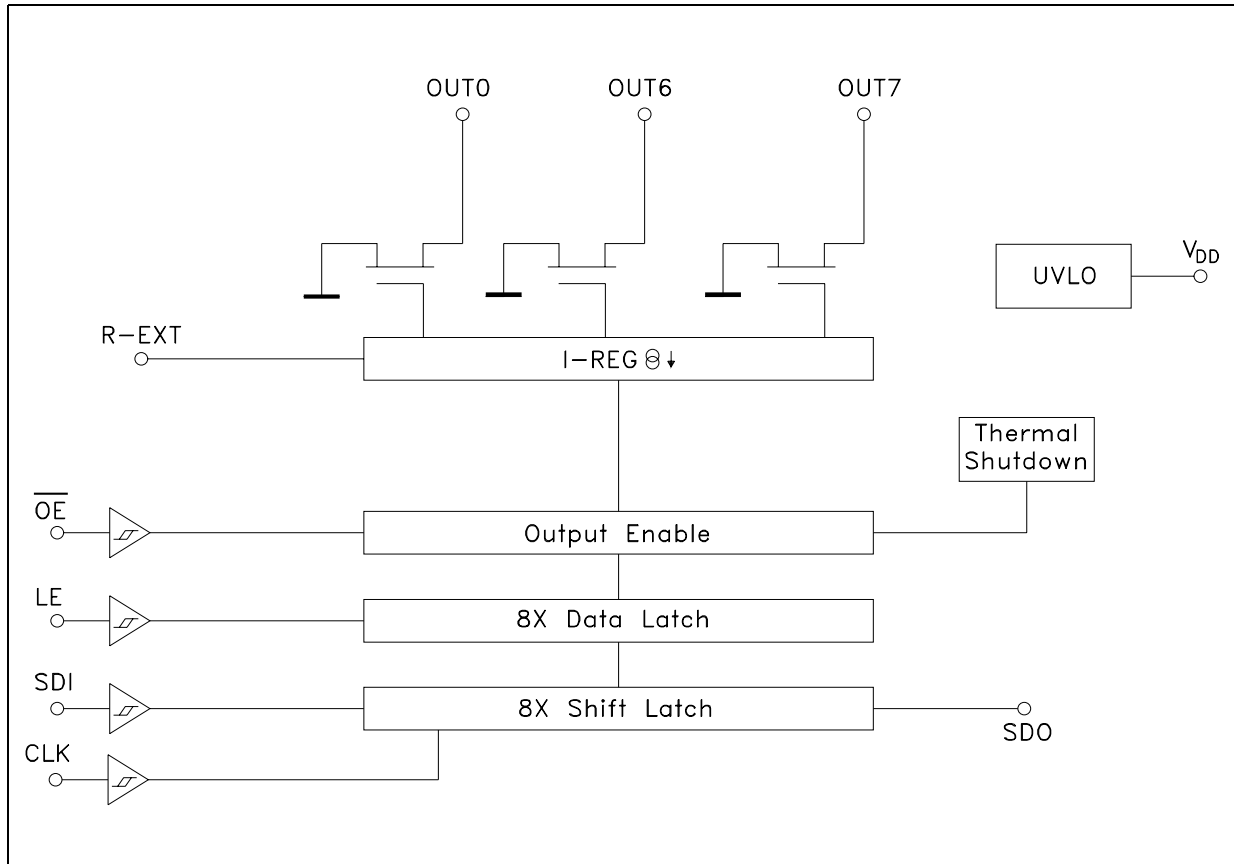 OUT0 OUT6 OUT7
UVLO
VDD
R-EXT
I-REG
Thermal
Shutdown
OE
Output Enable
LE
8X Data Latch
SDI
8X Shift Latch
SDO
CLK